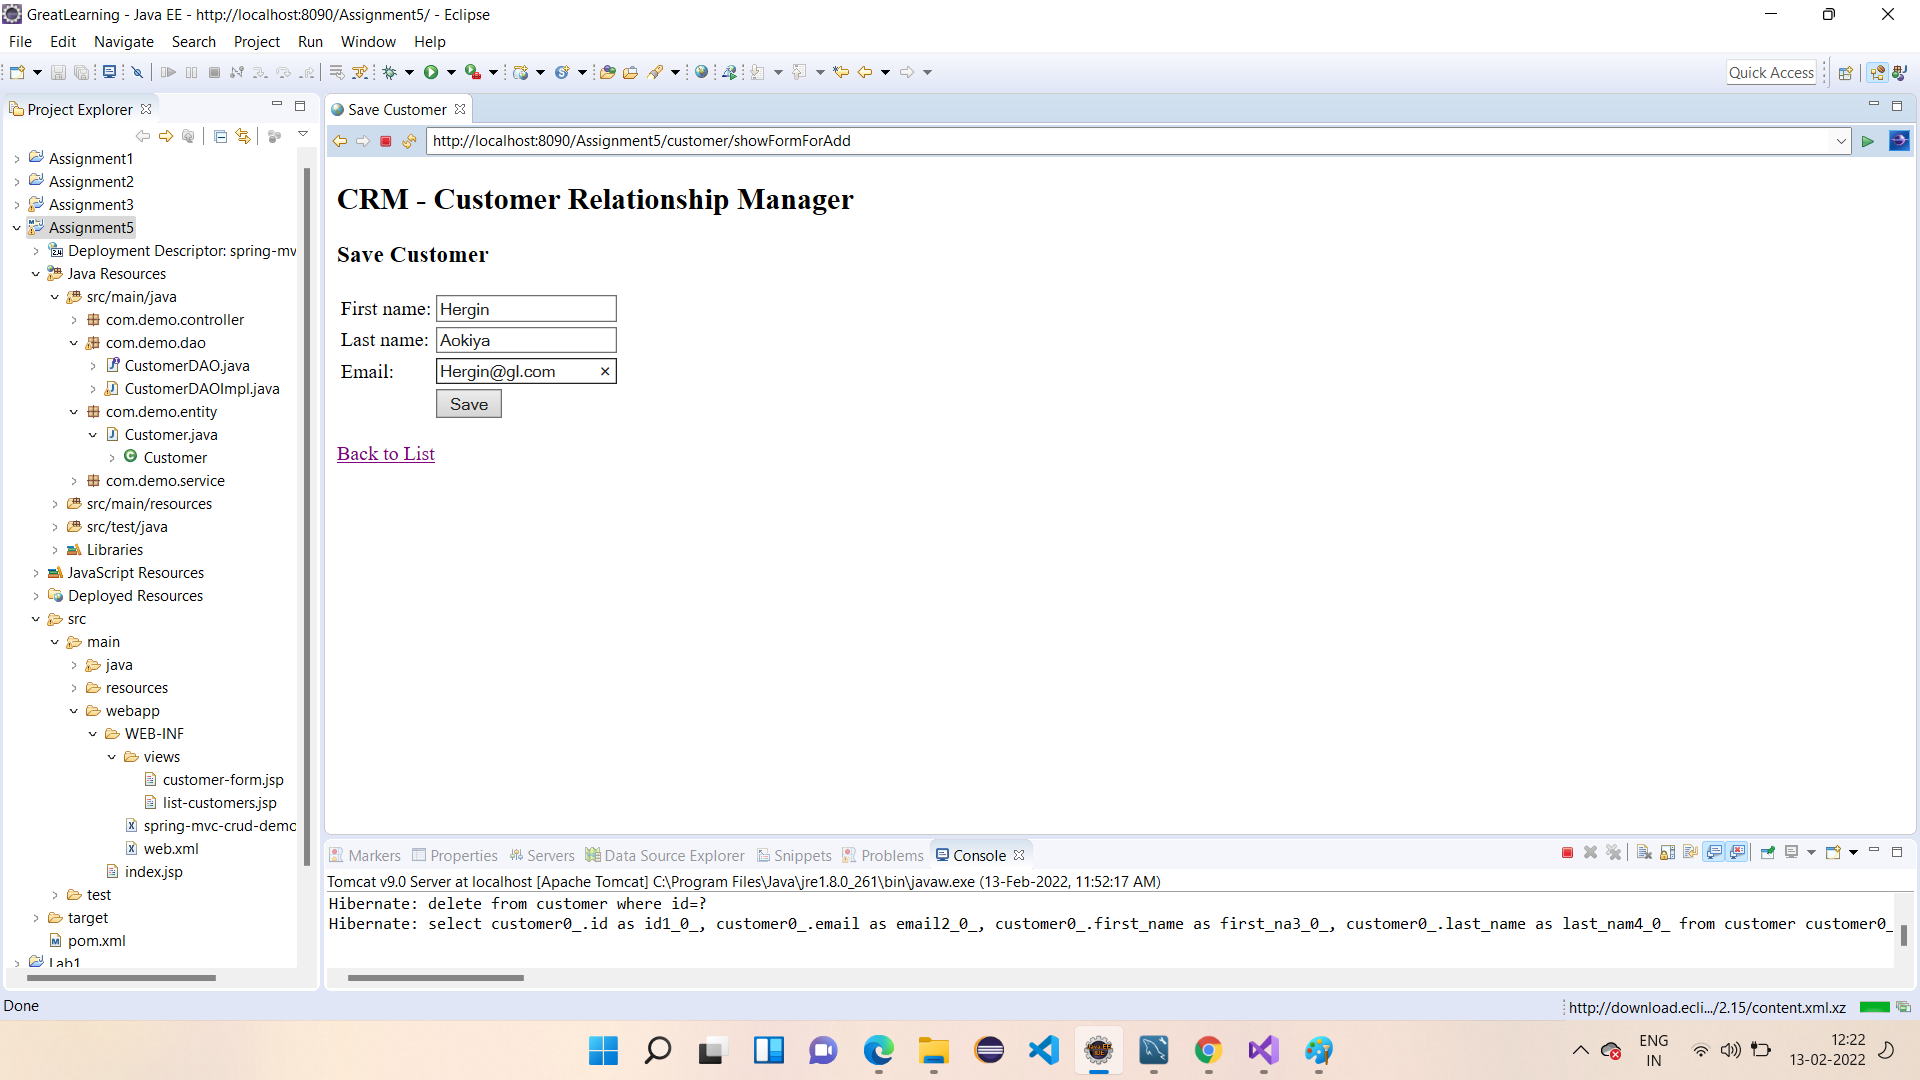 GreatLearning - Java EE - http://localhost:8090/Assignment5/ - Eclipse
File Edit Navigate Search Project Run Window Help
Quick Access
Project Explorer
Assignment1
Assignment2
Assignment3
Assignment5
Deployment Descriptor: spring-mv
Java Resources
src/main/java
com.demo.controller
com.demo.dao
CustomerDAO.java
CustomerDAOImpl.java
com.demo.entity
Customer.java
Customer
com.demo.service
src/main/resources
src/test/java
Libraries
JavaScript Resources
Deployed Resources
src
main
java
resources
webapp
WEB-INF
views
customer-form.jsp
list-customers.jsp
spring-mvc-crud-demo
web.xml
index.jsp
test
target
pom.xml
Lab1
Save Customer
http://localhost:8090/Assignment5/customer/showFormForAdd
CRM - Customer Relationship Manager
Save Customer
First name: Hergin
Last name: Aokiya
Email: Hergin@gl.com
Save
Back to List
Markers Properties Servers Data Source Explorer Snippets Problems Console
Tomcat v9.0 Server at localhost [Apache Tomcat] C:\Program Files\Java\jre1.8.0_261\bin\javaw.exe (13-Feb-2022, 11:52:17 AM)
Hibernate: delete from customer where id=?
Hibernate: select customer0_.id as id1_0_, customer0_.email as email2_0_, customer0_.first_name as first_na3_0_, customer0_.last_name as last_nam4_0_ from customer customer0_
Done
http://download.ecli.../2.15/content.xml.xz
ENG
IN
12:22
13-02-2022